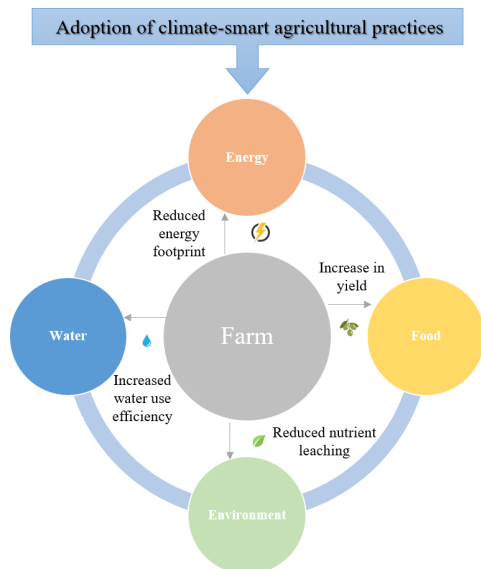 Adoption of climate-smart agricultural practices
Energy
Reduced
energy
footprint
Increase in
yield
Water
Farm
Food
Increased
water use
efficiency
Reduced nutrient
leaching
Environment